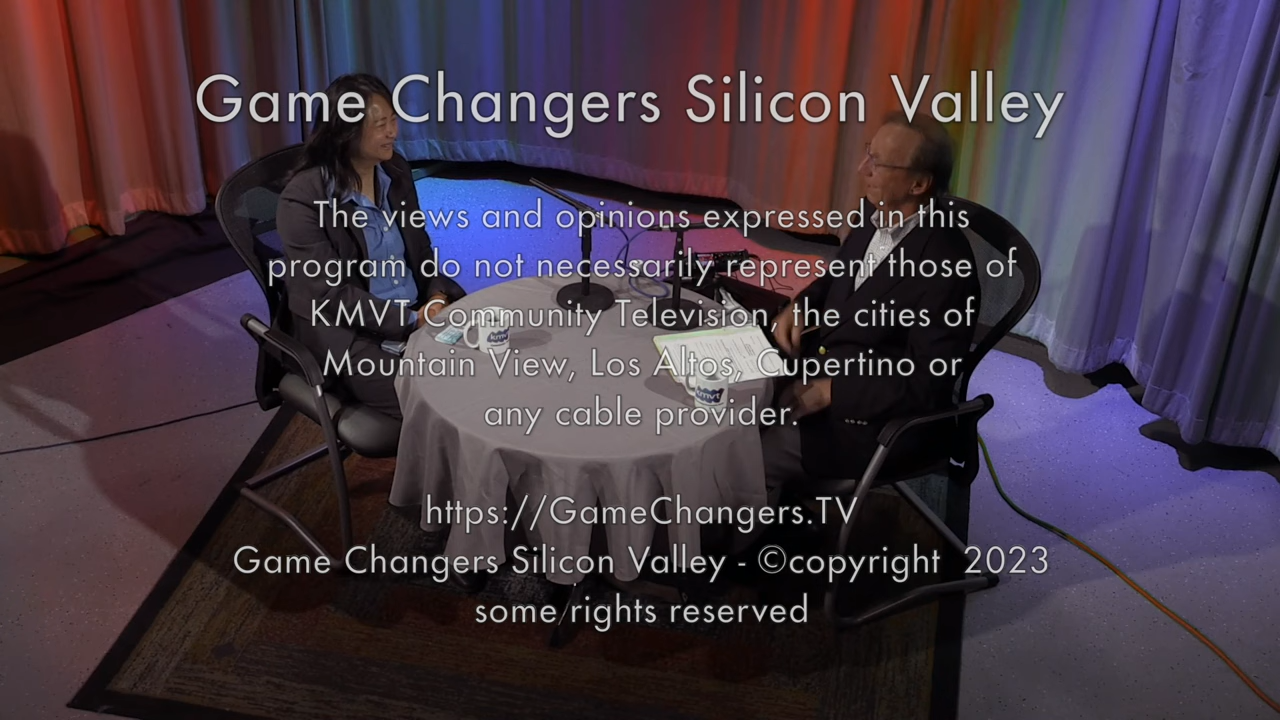 Game Changers Silicon Valley
The views and opinions expressed in this
program do not necessarily represent those of
KMVT Community Television, the cities of
Mountain View, Los Altos, Cupertino or
any cable provider.
kmvt
kmvt
https://GameChangers.TV
Game Changers Silicon Valley - ©copyright 2023
some rights reserved